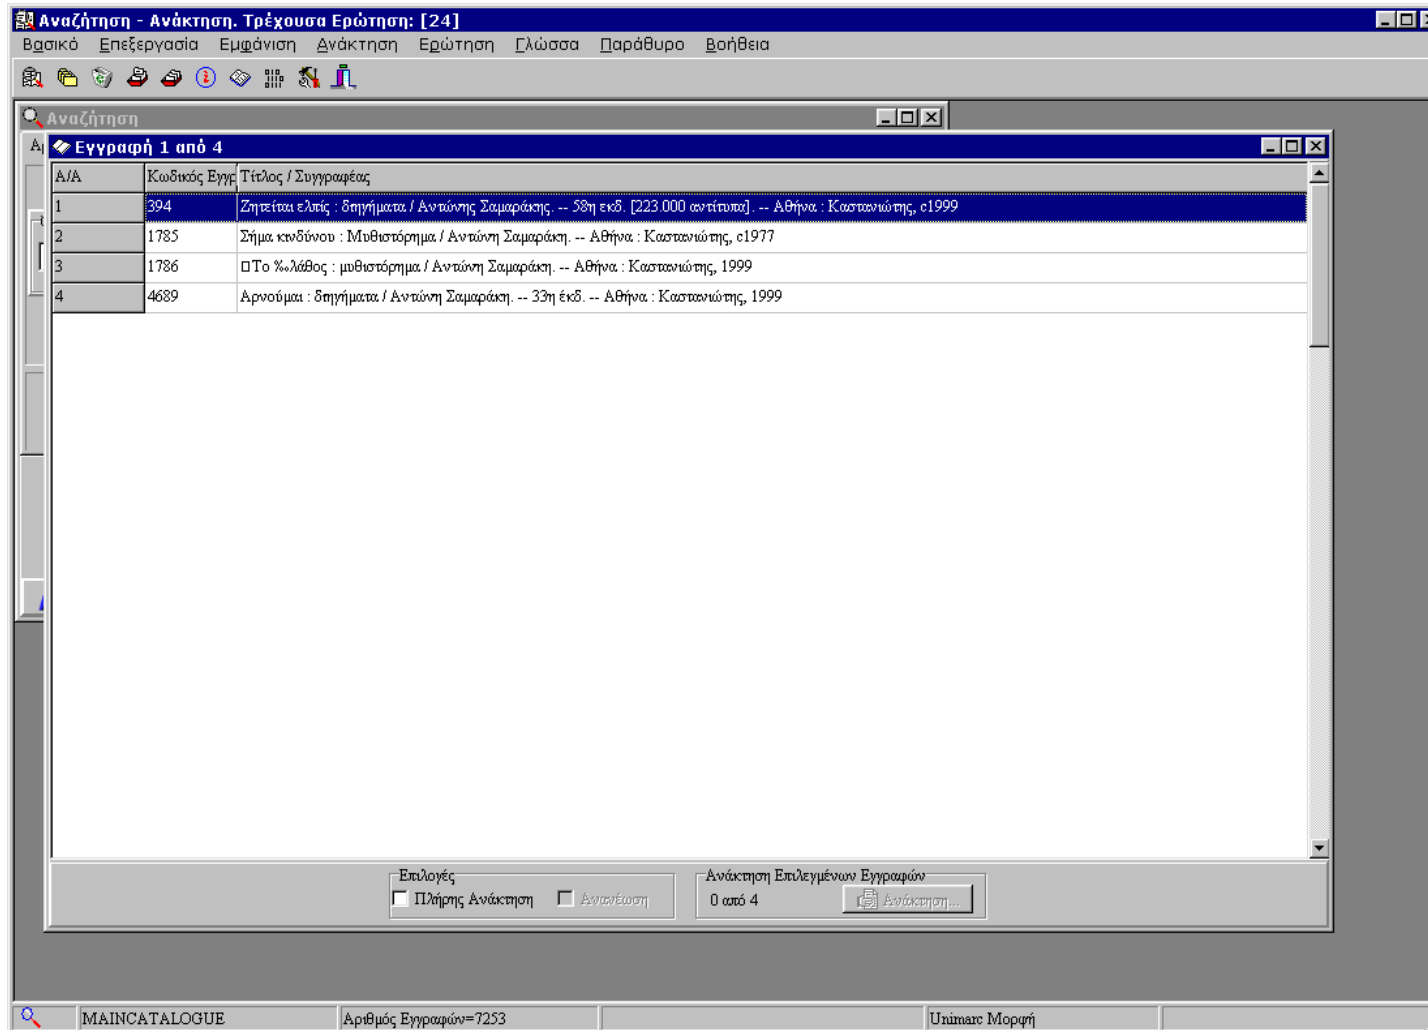 Αναζήτηση - Ανάκτηση. Τρέχουσα Ερώτηση: [24]
Βασικό Επεξεργασία Εμφάνιση Ανάκτηση Ερώτηση Γλώσσα Παράθυρο Βοήθεια
Αναζήτηση
Εγγραφή 1 από 4
Α/Α Κωδικός Εγγρ Τίτλος / Συγγραφέας
1 394 Ζητείται ελπίς : διηγήματα / Αντώνης Σαμαράκης. -- 58η εκδ. [223.000 αντίτυπα]. -- Αθήνα : Καστανιώτης, c1999
2 1785 Σήμα κινδύνου : Μυθιστόρημα / Αντώνη Σαμαράκη. -- Αθήνα : Καστανιώτης, c1977
3 1786 □Το ‰λάθος : μυθιστόρημα / Αντώνη Σαμαράκη. -- Αθήνα : Καστανιώτης, 1999
4 4689 Αρνούμαι : διηγήματα / Αντώνη Σαμαράκη. -- 33η έκδ. -- Αθήνα : Καστανιώτης, 1999
Επιλογές
Πλήρης Ανάκτηση Ανανέωση
Ανάκτηση Επιλεγμένων Εγγραφών
0 από 4 Ανάκτηση...
MAINCATALOGUE Αριθμός Εγγραφών=7253 Unimarc Μορφή